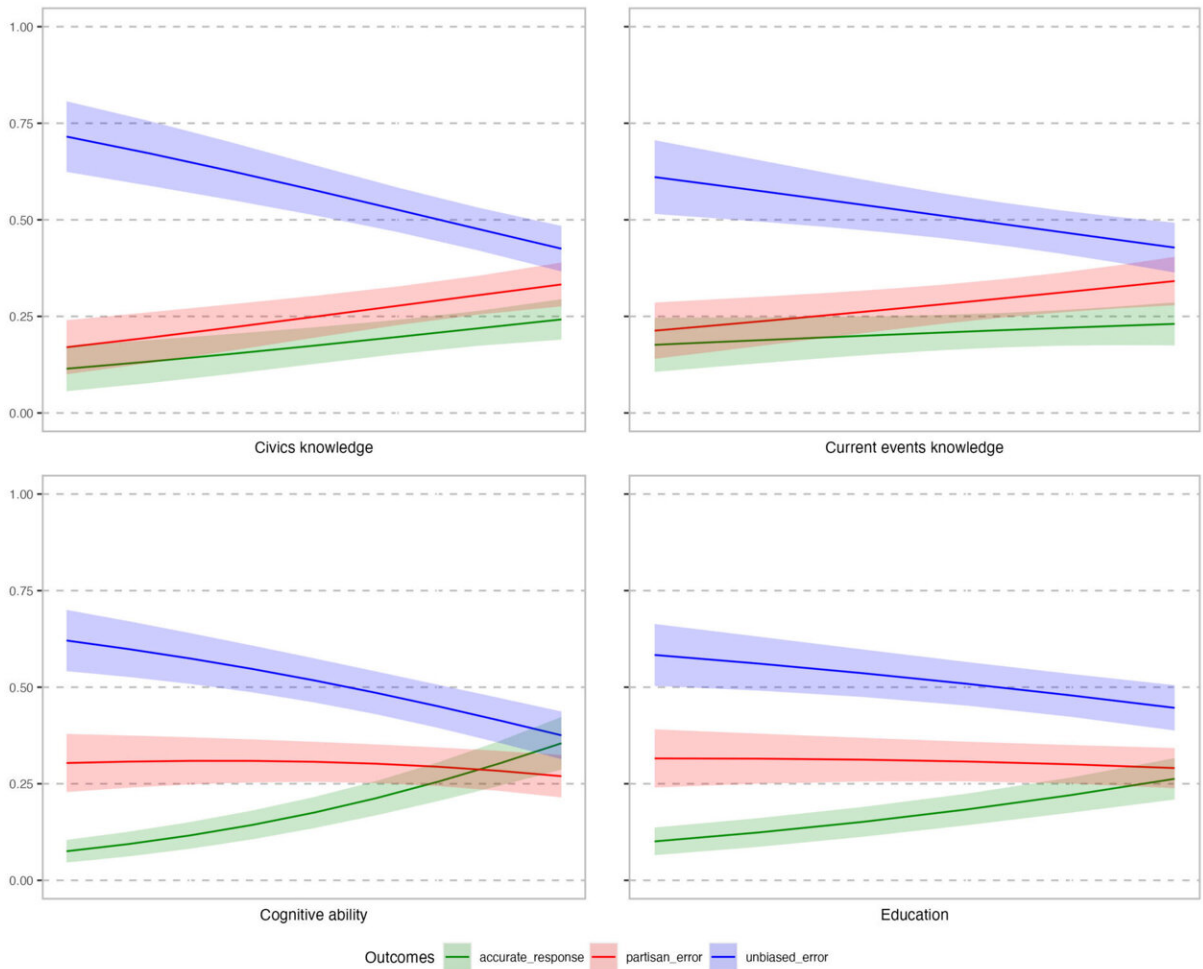 1.00
0.75
0.50
0.25
0.00
Civics knowledge
Current events knowledge
1.00
0.75
0.50
0.25
0.00
Cognitive ability
Education
Outcomes accurate_response partisan_error unbiased_error